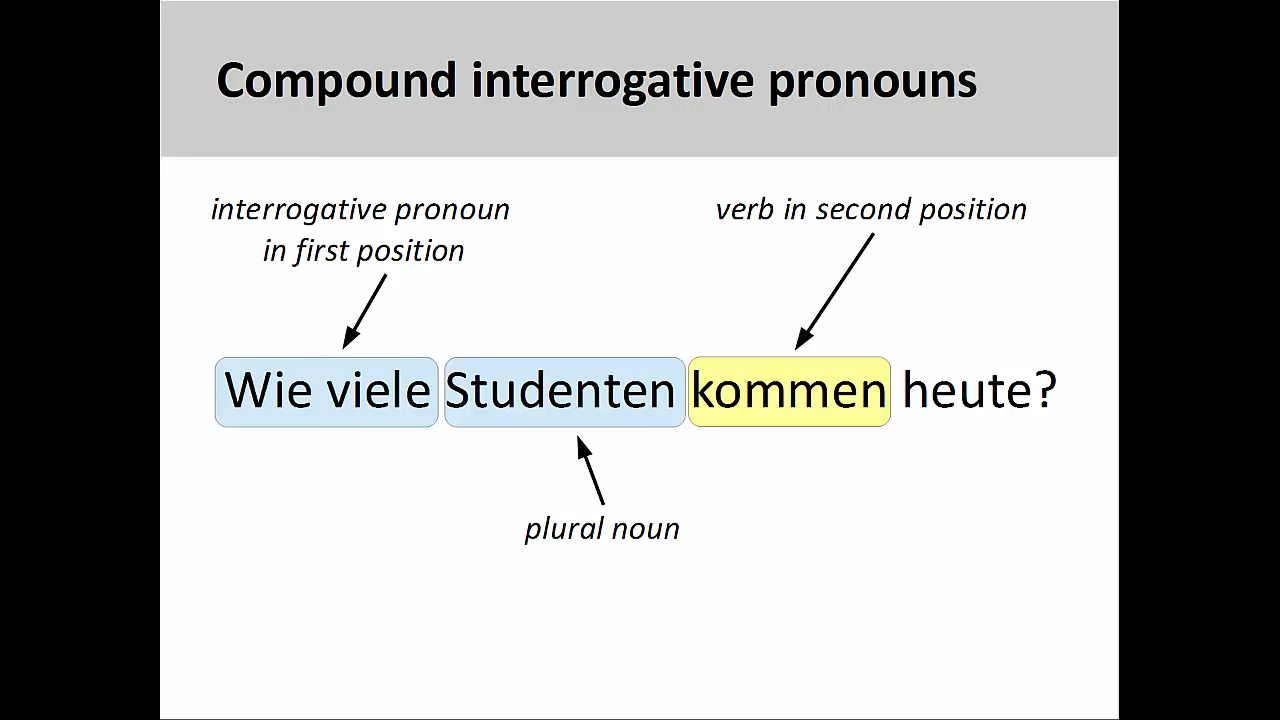 Compound interrogative pronouns
interrogative pronoun
in first position
verb in second position
Wie viele Studenten kommen heute?
plural noun